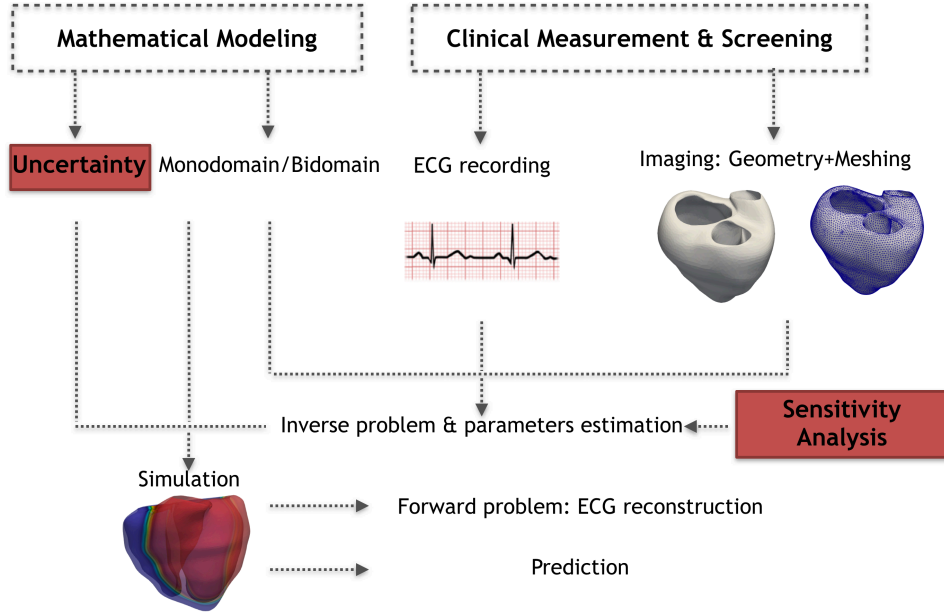 Mathematical Modeling
Clinical Measurement & Screening
Uncertainty
Monodomain/Bidomain
ECG recording
Imaging: Geometry+Meshing
Inverse problem & parameters estimation
Sensitivity
Analysis
Simulation
Forward problem: ECG reconstruction
Prediction